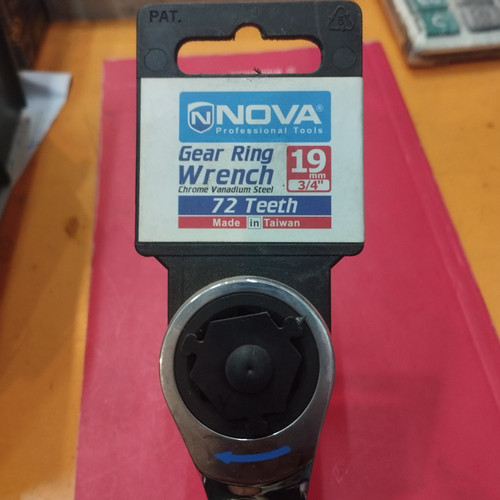 PAT.
N NOVA®
Professional Tools
Gear Ring
Wrench
Chrome Vanadium Steel
19
mm
3/4"
72 Teeth
Made In Taiwan